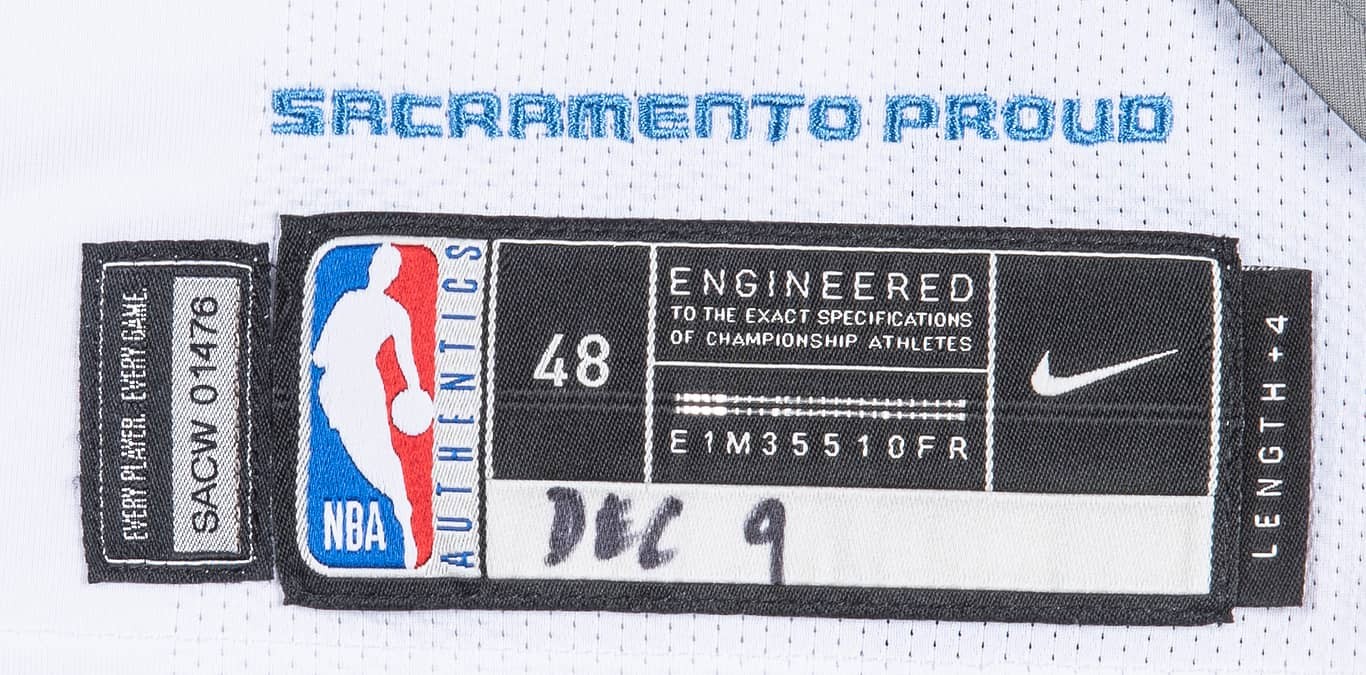 SACRAMENTO PROUD
EVERY PLAYER. EVERY GAME.
SACW 01476
NBA
AUTHENTICS
48
ENGINEERED
TO THE EXACT SPECIFICATIONS
OF CHAMPIONSHIP ATHLETES
E1M35510FR
DEC 9
LENGTH +4